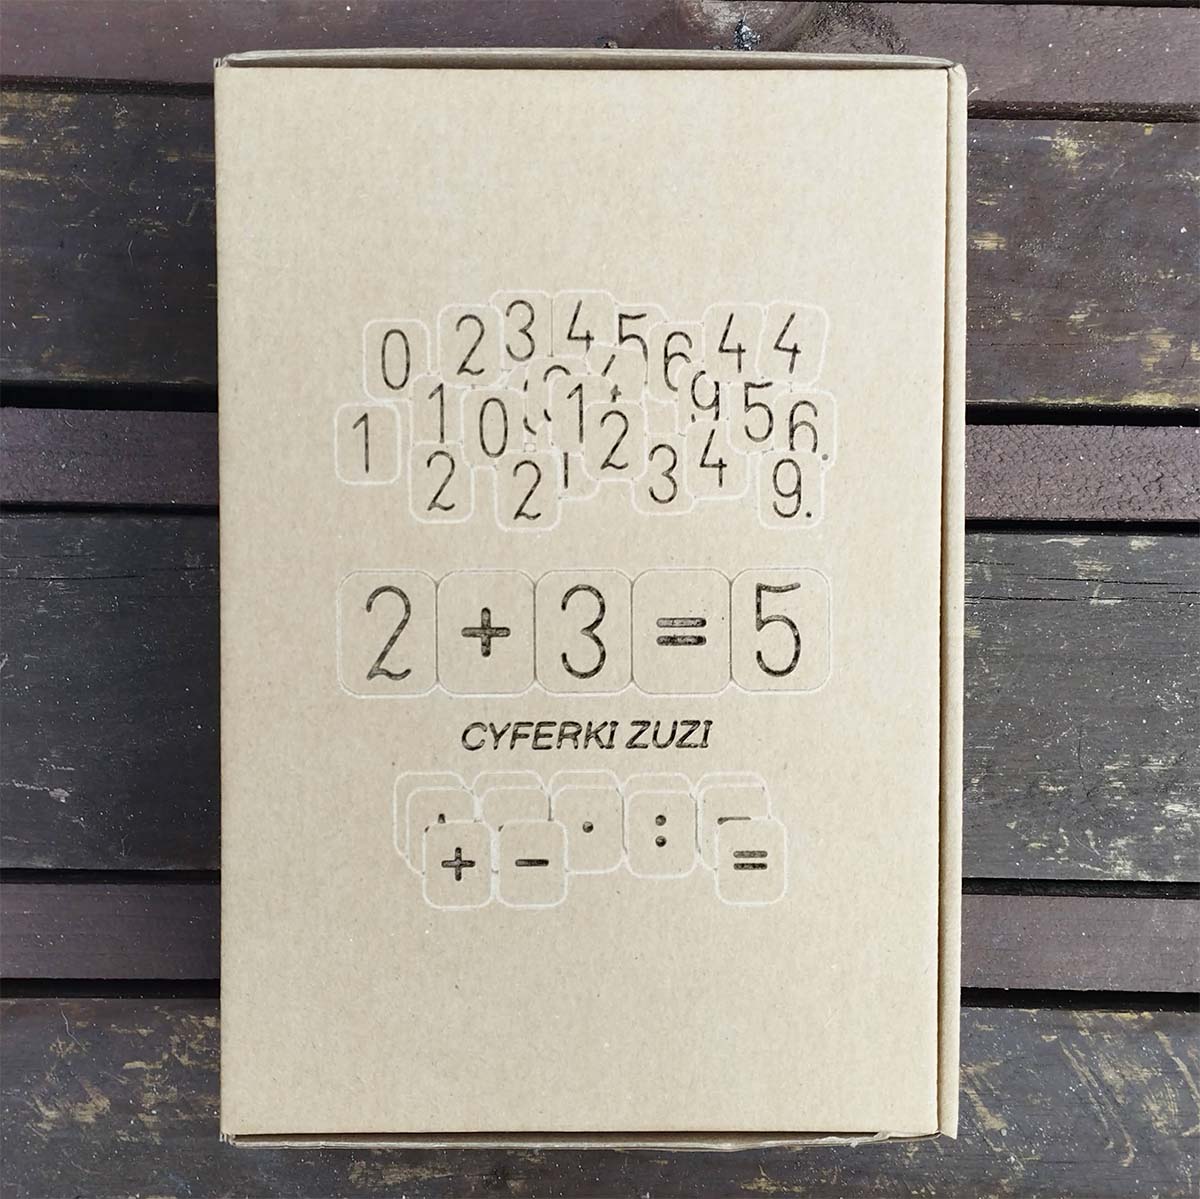 0 2 3 4 5 6 4 4
1 1 0 1 2 9 5 6.
2 2 3 4 9.
2 + 3 = 5
CYFERKI ZUZI
· : 
+ − =